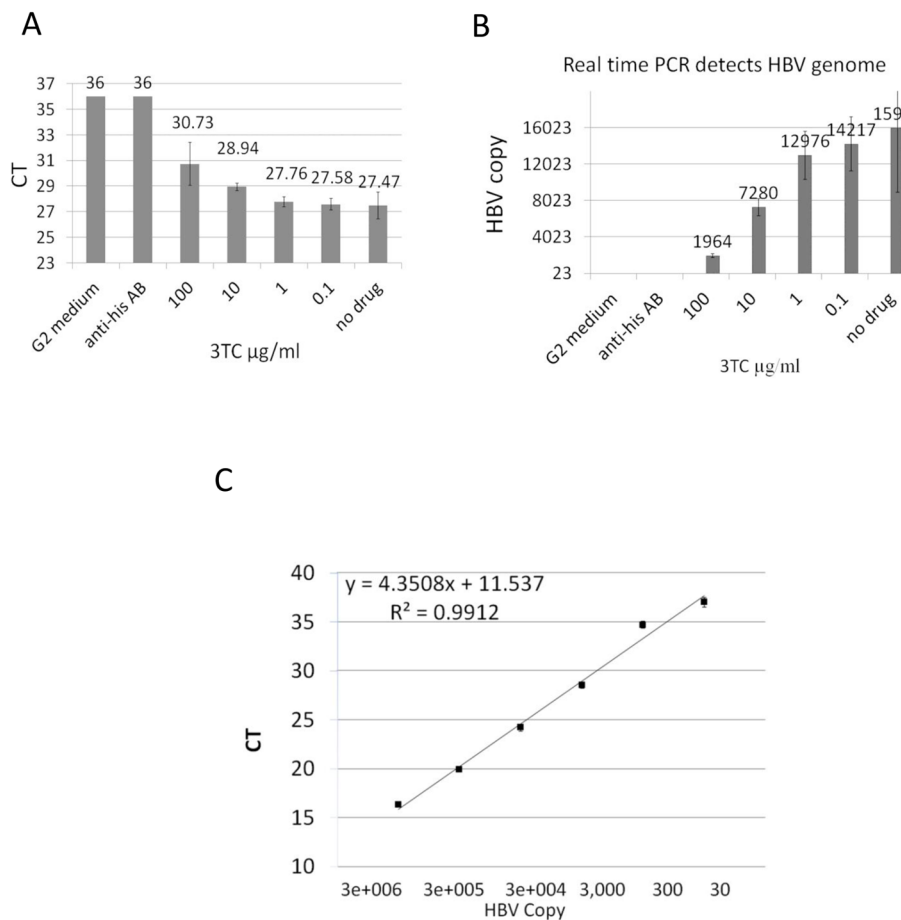 A
37
35
33
31
29
27
25
23
CT
36
36
30.73
28.94
27.76
27.58
27.47
G2 medium
anti-his AB
100
10
1
0.1
no drug
3TC µg/ml
B
Real time PCR detects HBV genome
16023
12023
8023
4023
23
HBV copy
1964
7280
12976
14217
159
G2 medium
anti-his AB
100
10
1
0.1
no drug
3TC µg/ml
C
y = 4.3508x + 11.537
R² = 0.9912
40
35
30
25
20
15
10
CT
3e+006
3e+005
3e+004
3,000
300
30
HBV Copy